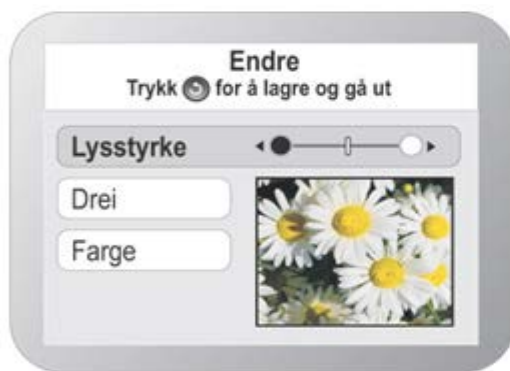 Endre
Trykk for å lagre og gå ut
Lysstyrke
Drei
Farge